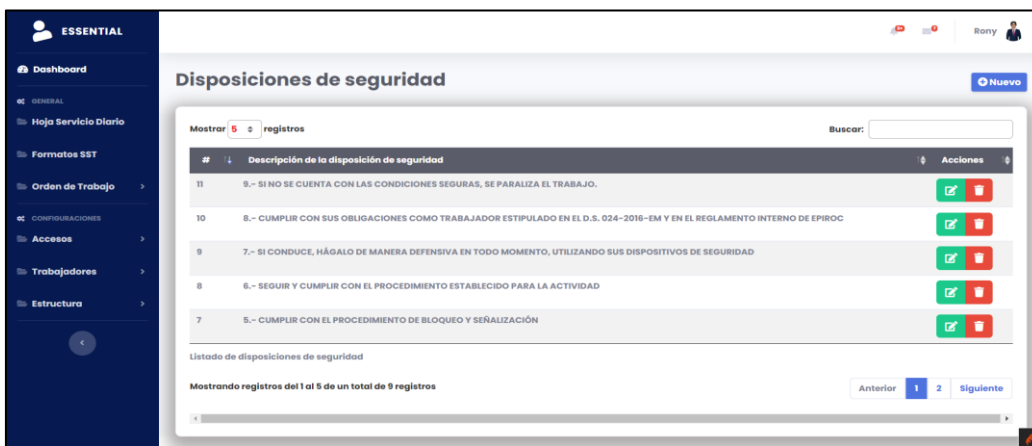 ESSENTIAL
Rony
Dashboard
Disposiciones de seguridad
Nuevo
GENERAL
Hoja Servicio Diario
Mostrar 5 registros
Buscar:
Formatos SST
# Descripción de la disposición de seguridad Acciones
Orden de Trabajo
11 9.- SI NO SE CUENTA CON LAS CONDICIONES SEGURAS, SE PARALIZA EL TRABAJO.
CONFIGURACIONES
10 8.- CUMPLIR CON SUS OBLIGACIONES COMO TRABAJADOR ESTIPULADO EN EL D.S. 024-2016-EM Y EN EL REGLAMENTO INTERNO DE EPIROC
Accesos
9 7.- SI CONDUCE, HÁGALO DE MANERA DEFENSIVA EN TODO MOMENTO, UTILIZANDO SUS DISPOSITIVOS DE SEGURIDAD
Trabajadores
8 6.- SEGUIR Y CUMPLIR CON EL PROCEDIMIENTO ESTABLECIDO PARA LA ACTIVIDAD
Estructura
7 5.- CUMPLIR CON EL PROCEDIMIENTO DE BLOQUEO Y SEÑALIZACIÓN
Listado de disposiciones de seguridad
Mostrando registros del 1 al 5 de un total de 9 registros
Anterior 1 2 Siguiente